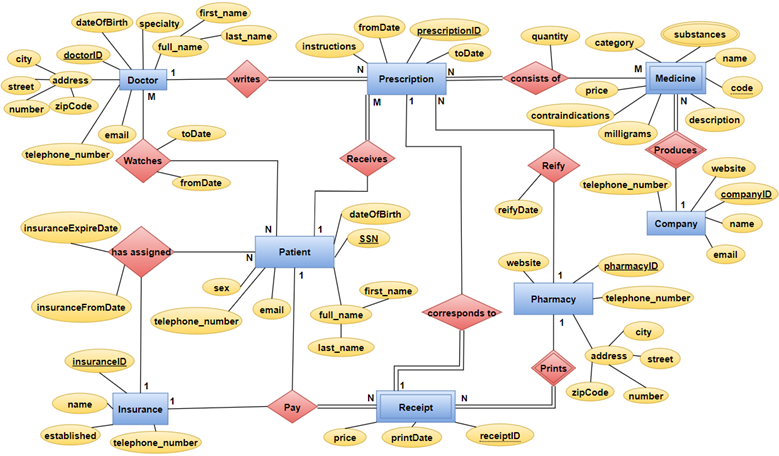 dateOfBirth
specialty
first_name
last_name
full_name
doctorID
city
address
street
number
zipCode
Doctor
email
telephone_number
1
M
writes
N
fromDate
prescriptionID
instructions
toDate
Prescription
N
M
1
N
quantity
consists of
M
substances
category
name
Medicine
code
price
contraindications
milligrams
description
N
Produces
1
website
telephone_number
companyID
Company
name
email
toDate
Watches
fromDate
N
Receives
1
Reify
reifyDate
1
insuranceExpireDate
has assigned
N
insuranceFromDate
1
dateOfBirth
SSN
Patient
sex
telephone_number
email
1
first_name
full_name
last_name
corresponds to
1
website
pharmacyID
Pharmacy
telephone_number
1
city
address
street
zipCode
number
Prints
N
insuranceID
name
Insurance
established
telephone_number
1
Pay
N
Receipt
price
printDate
receiptID